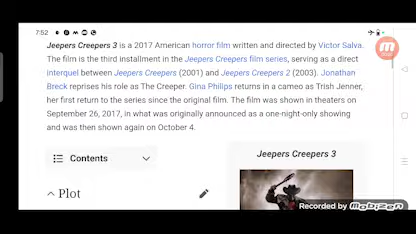 7:52
Jeepers Creepers 3 is a 2017 American horror film written and directed by Victor Salva.
The film is the third installment in the Jeepers Creepers film series, serving as a direct
interquel between Jeepers Creepers (2001) and Jeepers Creepers 2 (2003). Jonathan
Breck reprises his role as The Creeper. Gina Philips returns in a cameo as Trish Jenner,
her first return to the series since the original film. The film was shown in theaters on
September 26, 2017, in what was originally announced as a one-night-only showing
and was then shown again on October 4.
Contents
Jeepers Creepers 3
Plot
Recorded by Mobizen